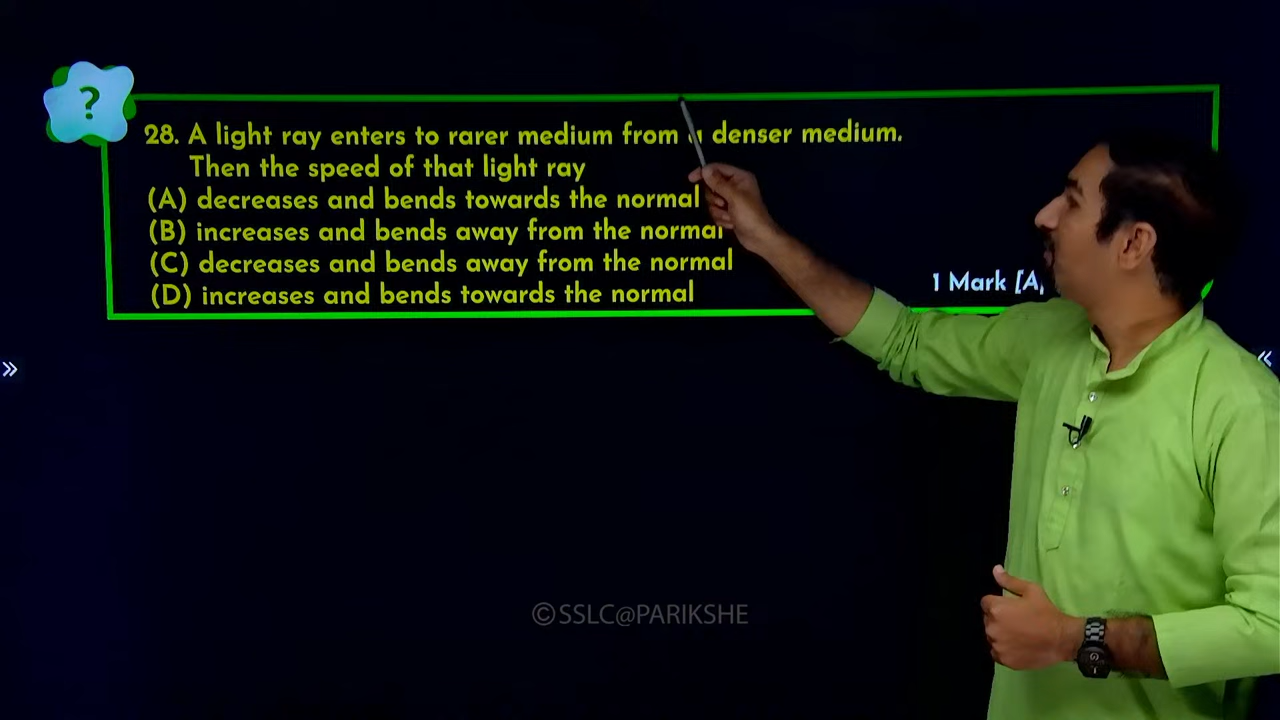 ?
28. A light ray enters to rarer medium from a denser medium.
Then the speed of that light ray
(A) decreases and bends towards the normal
(B) increases and bends away from the normal
(C) decreases and bends away from the normal
(D) increases and bends towards the normal
1 Mark
©SSLC@PARIKSHE